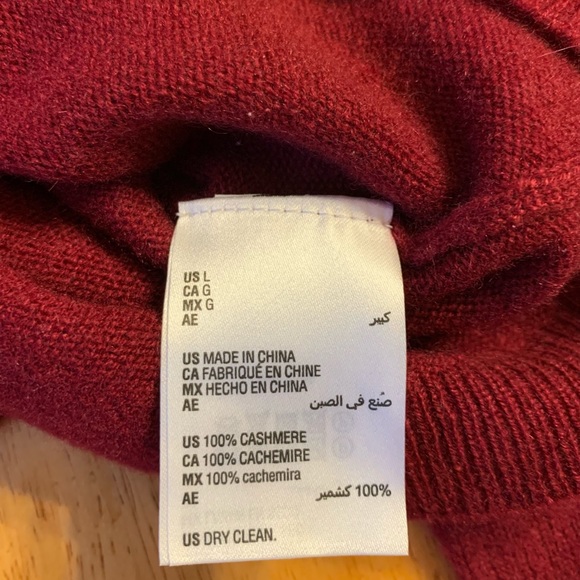 US L
CA G
MX G
AE كبير
US MADE IN CHINA
CA FABRIQUÉ EN CHINE
MX HECHO EN CHINA
AE صُنع في الصين
US 100% CASHMERE
CA 100% CACHEMIRE
MX 100% cachemira
AE 100% كشمير
US DRY CLEAN.